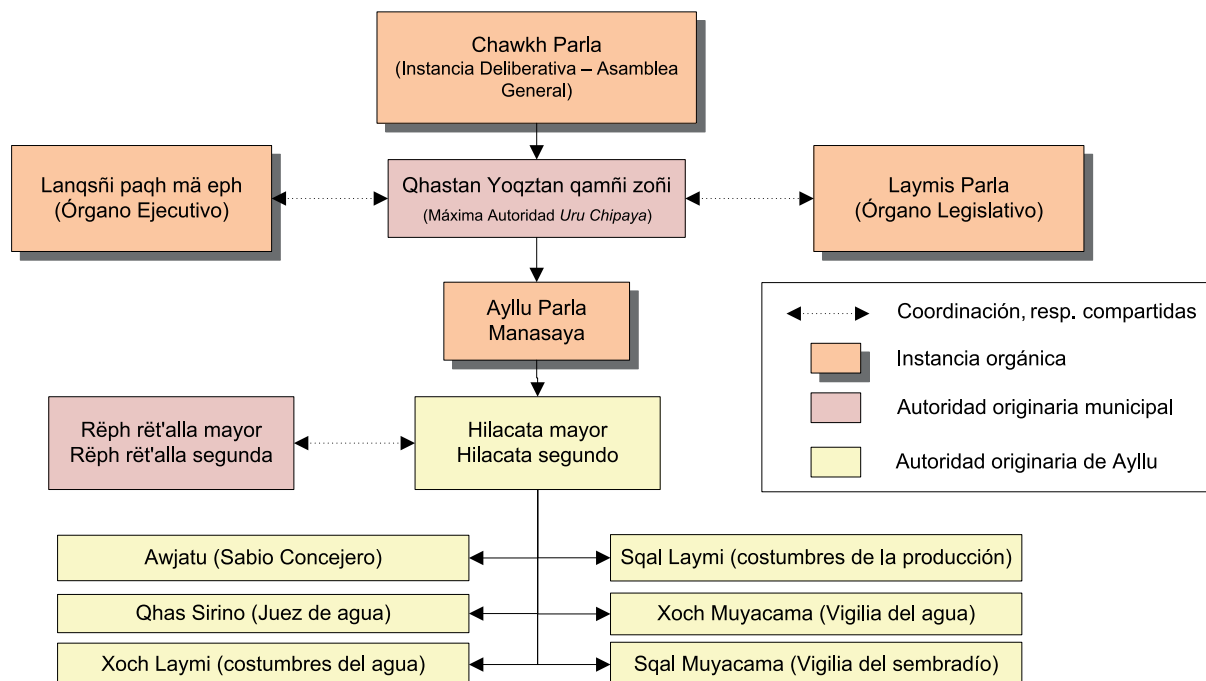 Chawkh Parla
(Instancia Deliberativa – Asamblea
General)
Lanqsñi paqh mä eph
(Órgano Ejecutivo)
Qhastan Yoqztan qamñi zoñi
(Máxima Autoridad Uru Chipaya)
Laymis Parla
(Órgano Legislativo)
Ayllu Parla
Manasaya
Coordinación, resp. compartidas
Instancia orgánica
Autoridad originaria municipal
Autoridad originaria de Ayllu
Rëph rët'alla mayor
Rëph rët'alla segunda
Hilacata mayor
Hilacata segundo
Awjatu (Sabio Concejero)
Sqal Laymi (costumbres de la producción)
Qhas Sirino (Juez de agua)
Xoch Muyacama (Vigilia del agua)
Xoch Laymi (costumbres del agua)
Sqal Muyacama (Vigilia del sembradío)